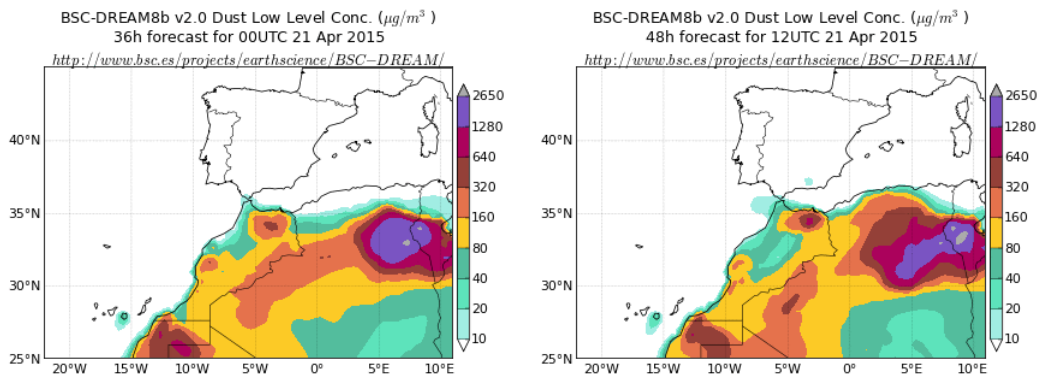 BSC-DREAM8b v2.0 Dust Low Level Conc. (μg/m³ )
36h forecast for 00UTC 21 Apr 2015
http://www.bsc.es/projects/earthscience/BSC−DREAM/
40°N
35°N
30°N
25°N
20°W 15°W 10°W 5°W 0° 5°E 10°E
2650
1280
640
320
160
80
40
20
10
BSC-DREAM8b v2.0 Dust Low Level Conc. (μg/m³ )
48h forecast for 12UTC 21 Apr 2015
http://www.bsc.es/projects/earthscience/BSC−DREAM/
40°N
35°N
30°N
25°N
20°W 15°W 10°W 5°W 0° 5°E 10°E
2650
1280
640
320
160
80
40
20
10